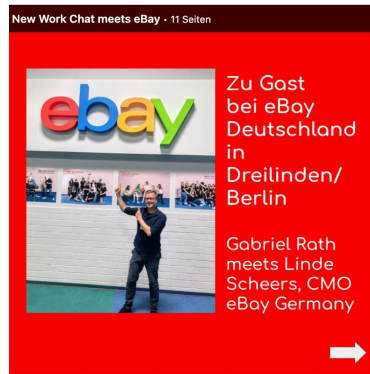 New Work Chat meets eBay • 11 Seiten
ebay
Zu Gast
bei eBay
Deutschland
in
Dreilinden/
Berlin
Gabriel Rath
meets Linde
Scheers, CMO
eBay Germany